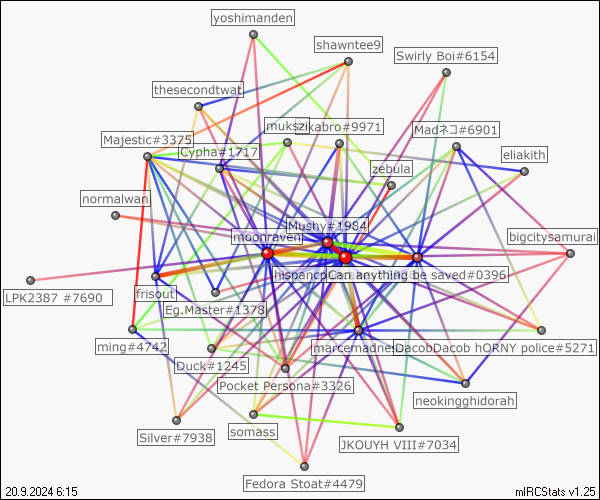 yoshimanden
shawntee9
Swirly Boi#6154
thesecondtwat
muksi
zikabro#9971
Madネコ#6901
Majestic#3375
Cypha#1717
eliakith
zebula
normalwan
Mushy#1984
moonraven
bigcitysamurai
Can anything be saved#0396
LPK2387 #7690
frisout
Eg.Master#1378
ming#4742
marcemadness
DacobDacob hORNY police#5271
Duck#1245
Pocket Persona#3326
neokingghidorah
Silver#7938
somass
JKOUYH VIII#7034
Fedora Stoat#4479
20.9.2024 6:15
mIRCStats v1.25